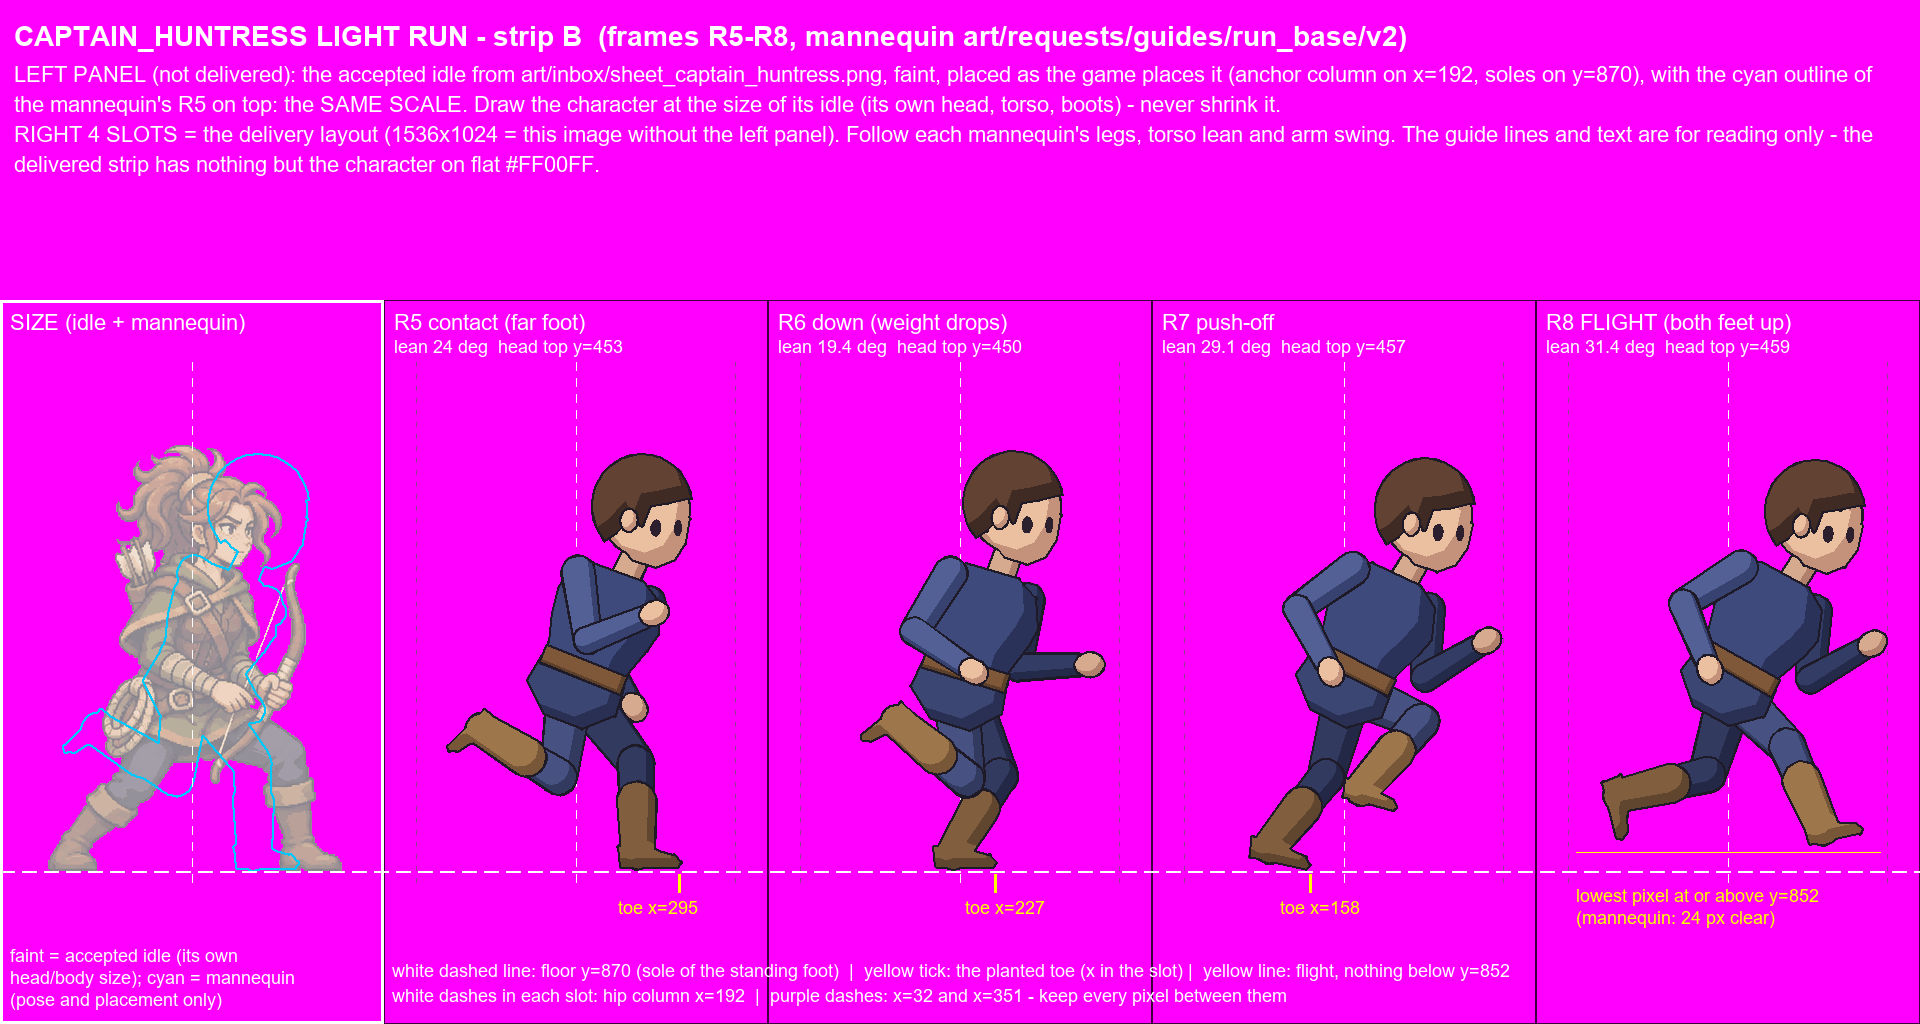 CAPTAIN_HUNTRESS LIGHT RUN - strip B  (frames R5-R8, mannequin art/requests/guides/run_base/v2)
LEFT PANEL (not delivered): the accepted idle from art/inbox/sheet_captain_huntress.png, faint, placed as the game places it (anchor column on x=192, soles on y=870), with the cyan outline of
the mannequin's R5 on top: the SAME SCALE. Draw the character at the size of its idle (its own head, torso, boots) - never shrink it.
RIGHT 4 SLOTS = the delivery layout (1536x1024 = this image without the left panel). Follow each mannequin's legs, torso lean and arm swing. The guide lines and text are for reading only - the
delivered strip has nothing but the character on flat #FF00FF.
SIZE (idle + mannequin)
R5 contact (far foot)
lean 24 deg  head top y=453
R6 down (weight drops)
lean 19.4 deg  head top y=450
R7 push-off
lean 29.1 deg  head top y=457
R8 FLIGHT (both feet up)
lean 31.4 deg  head top y=459
toe x=295
toe x=227
toe x=158
lowest pixel at or above y=852
(mannequin: 24 px clear)
faint = accepted idle (its own
head/body size); cyan = mannequin
(pose and placement only)
white dashed line: floor y=870 (sole of the standing foot)  |  yellow tick: the planted toe (x in the slot) |  yellow line: flight, nothing below y=852
white dashes in each slot: hip column x=192  |  purple dashes: x=32 and x=351 - keep every pixel between them